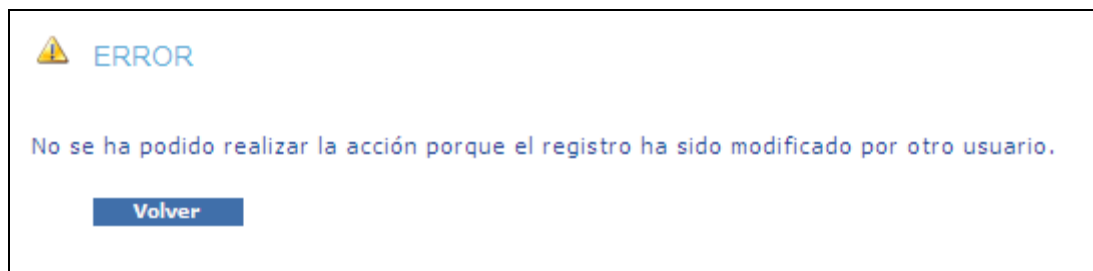 ERROR
No se ha podido realizar la acción porque el registro ha sido modificado por otro usuario.
Volver